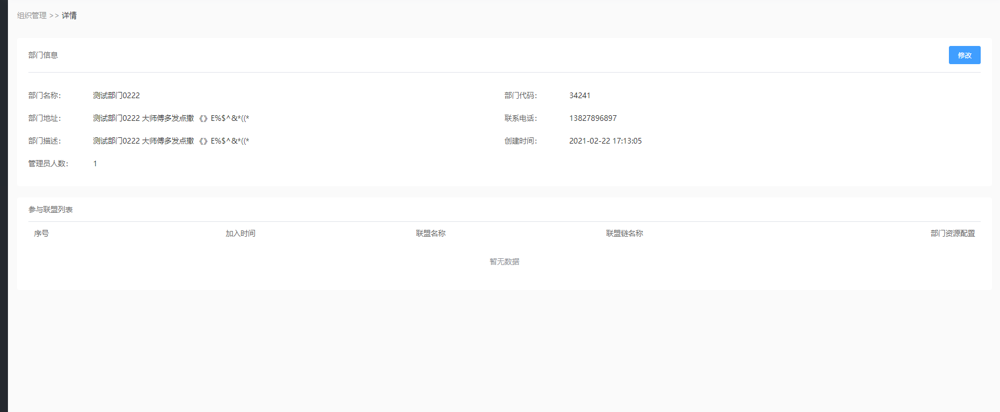 组织管理 >> 详情
部门信息
修改
部门名称： 测试部门0222 部门代码： 34241
部门地址： 测试部门0222 大师傅多发点撒 《》E%$^&*((* 联系电话： 13827896897
部门描述： 测试部门0222 大师傅多发点撒 《》E%$^&*((* 创建时间： 2021-02-22 17:13:05
管理员人数： 1
参与联盟列表
序号 加入时间 联盟名称 联盟链名称 部门资源配置
暂无数据